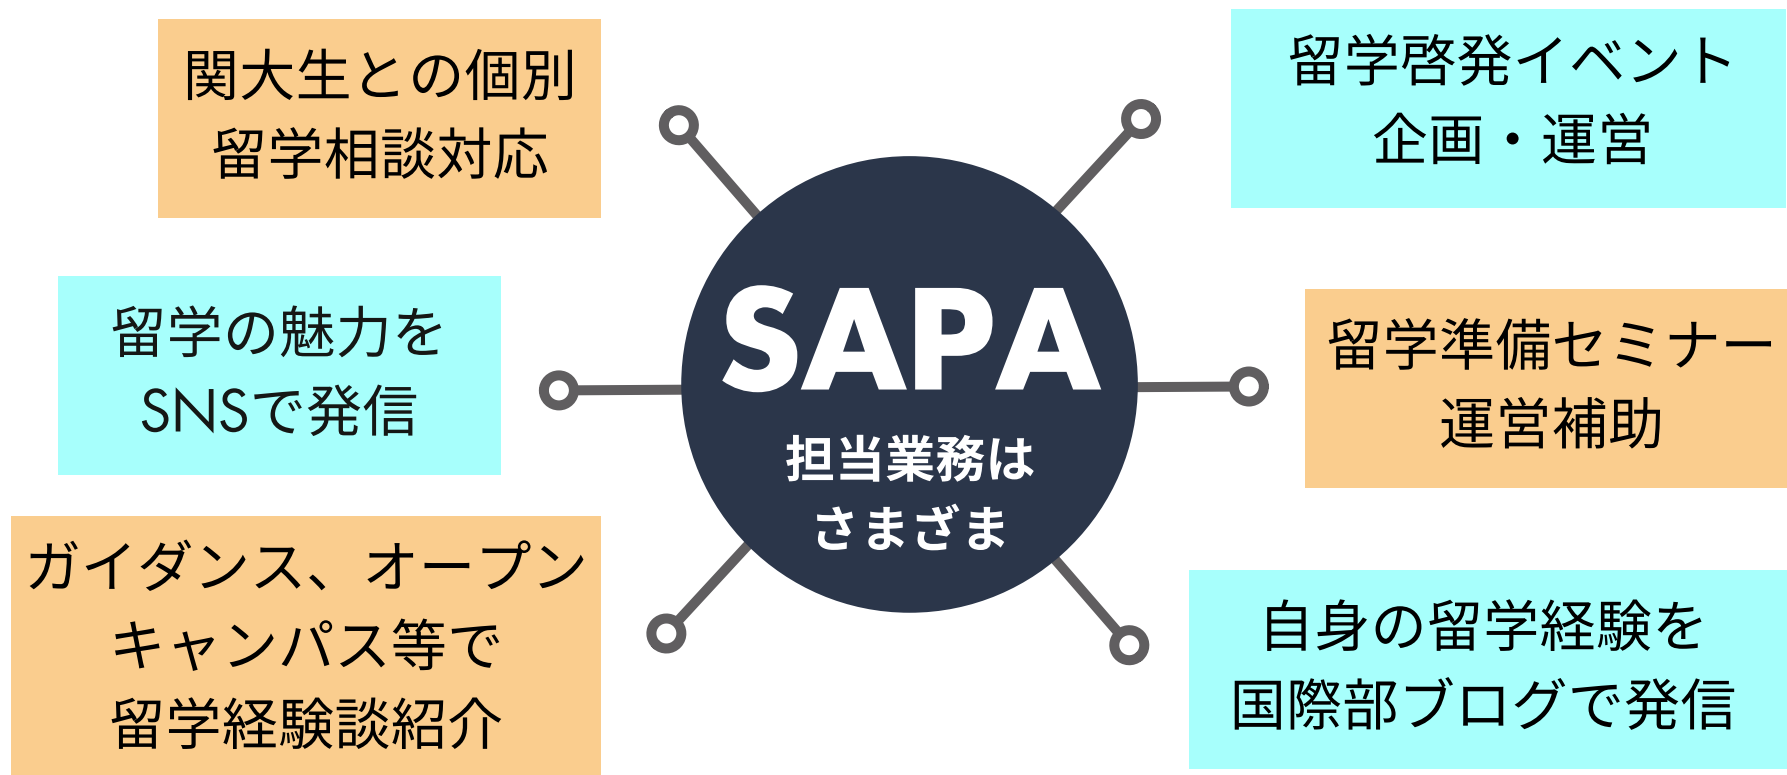 関大生との個別
留学相談対応
留学啓発イベント
企画・運営
留学の魅力を
SNSで発信
SAPA
担当業務は
さまざま
留学準備セミナー
運営補助
ガイダンス、オープン
キャンパス等で
留学経験談紹介
自身の留学経験を
国際部ブログで発信